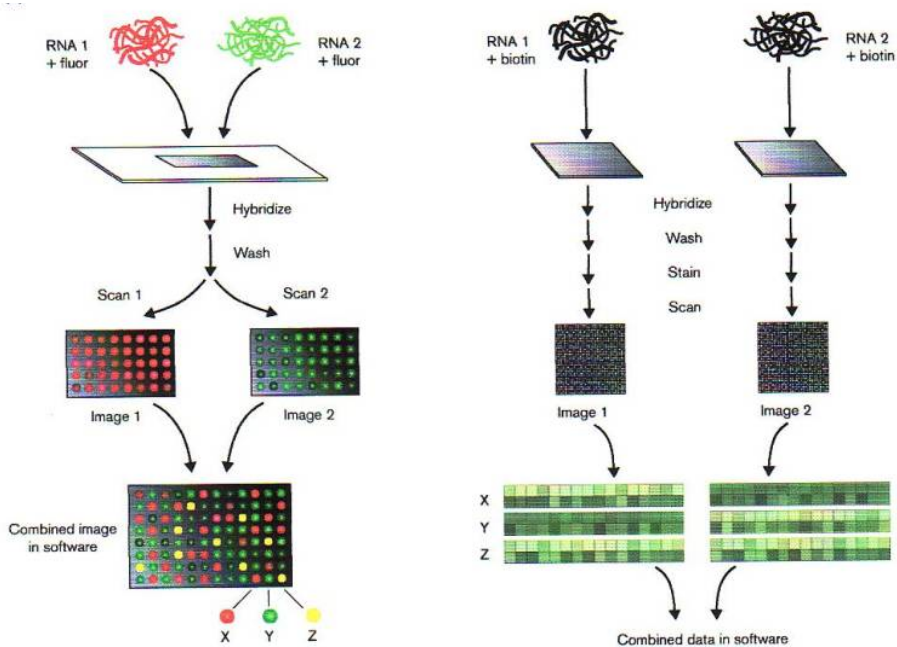 RNA 1
+ fluor
RNA 2
+ fluor
Hybridize
Wash
Scan 1
Scan 2
Image 1
Image 2
Combined image
in software
X
Y
Z
RNA 1
+ biotin
RNA 2
+ biotin
Hybridize
Wash
Stain
Scan
Image 1
Image 2
X
Y
Z
Combined data in software